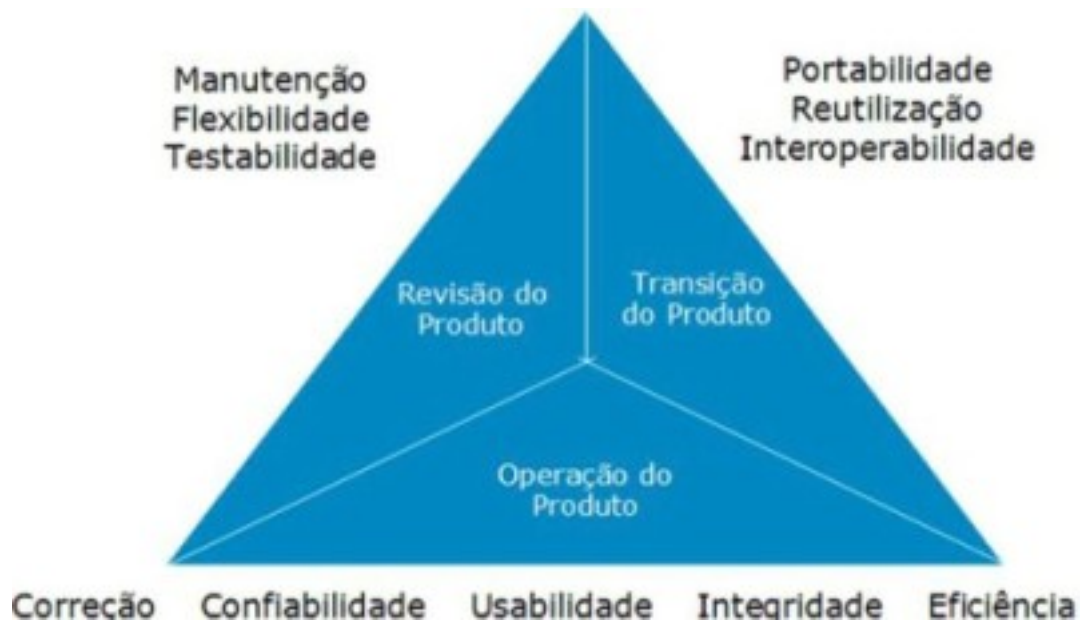 Manutenção
Flexibilidade
Testabilidade
Portabilidade
Reutilização
Interoperabilidade
Revisão do
Produto
Transição
do Produto
Operação do
Produto
Correção Confiabilidade Usabilidade Integridade Eficiência